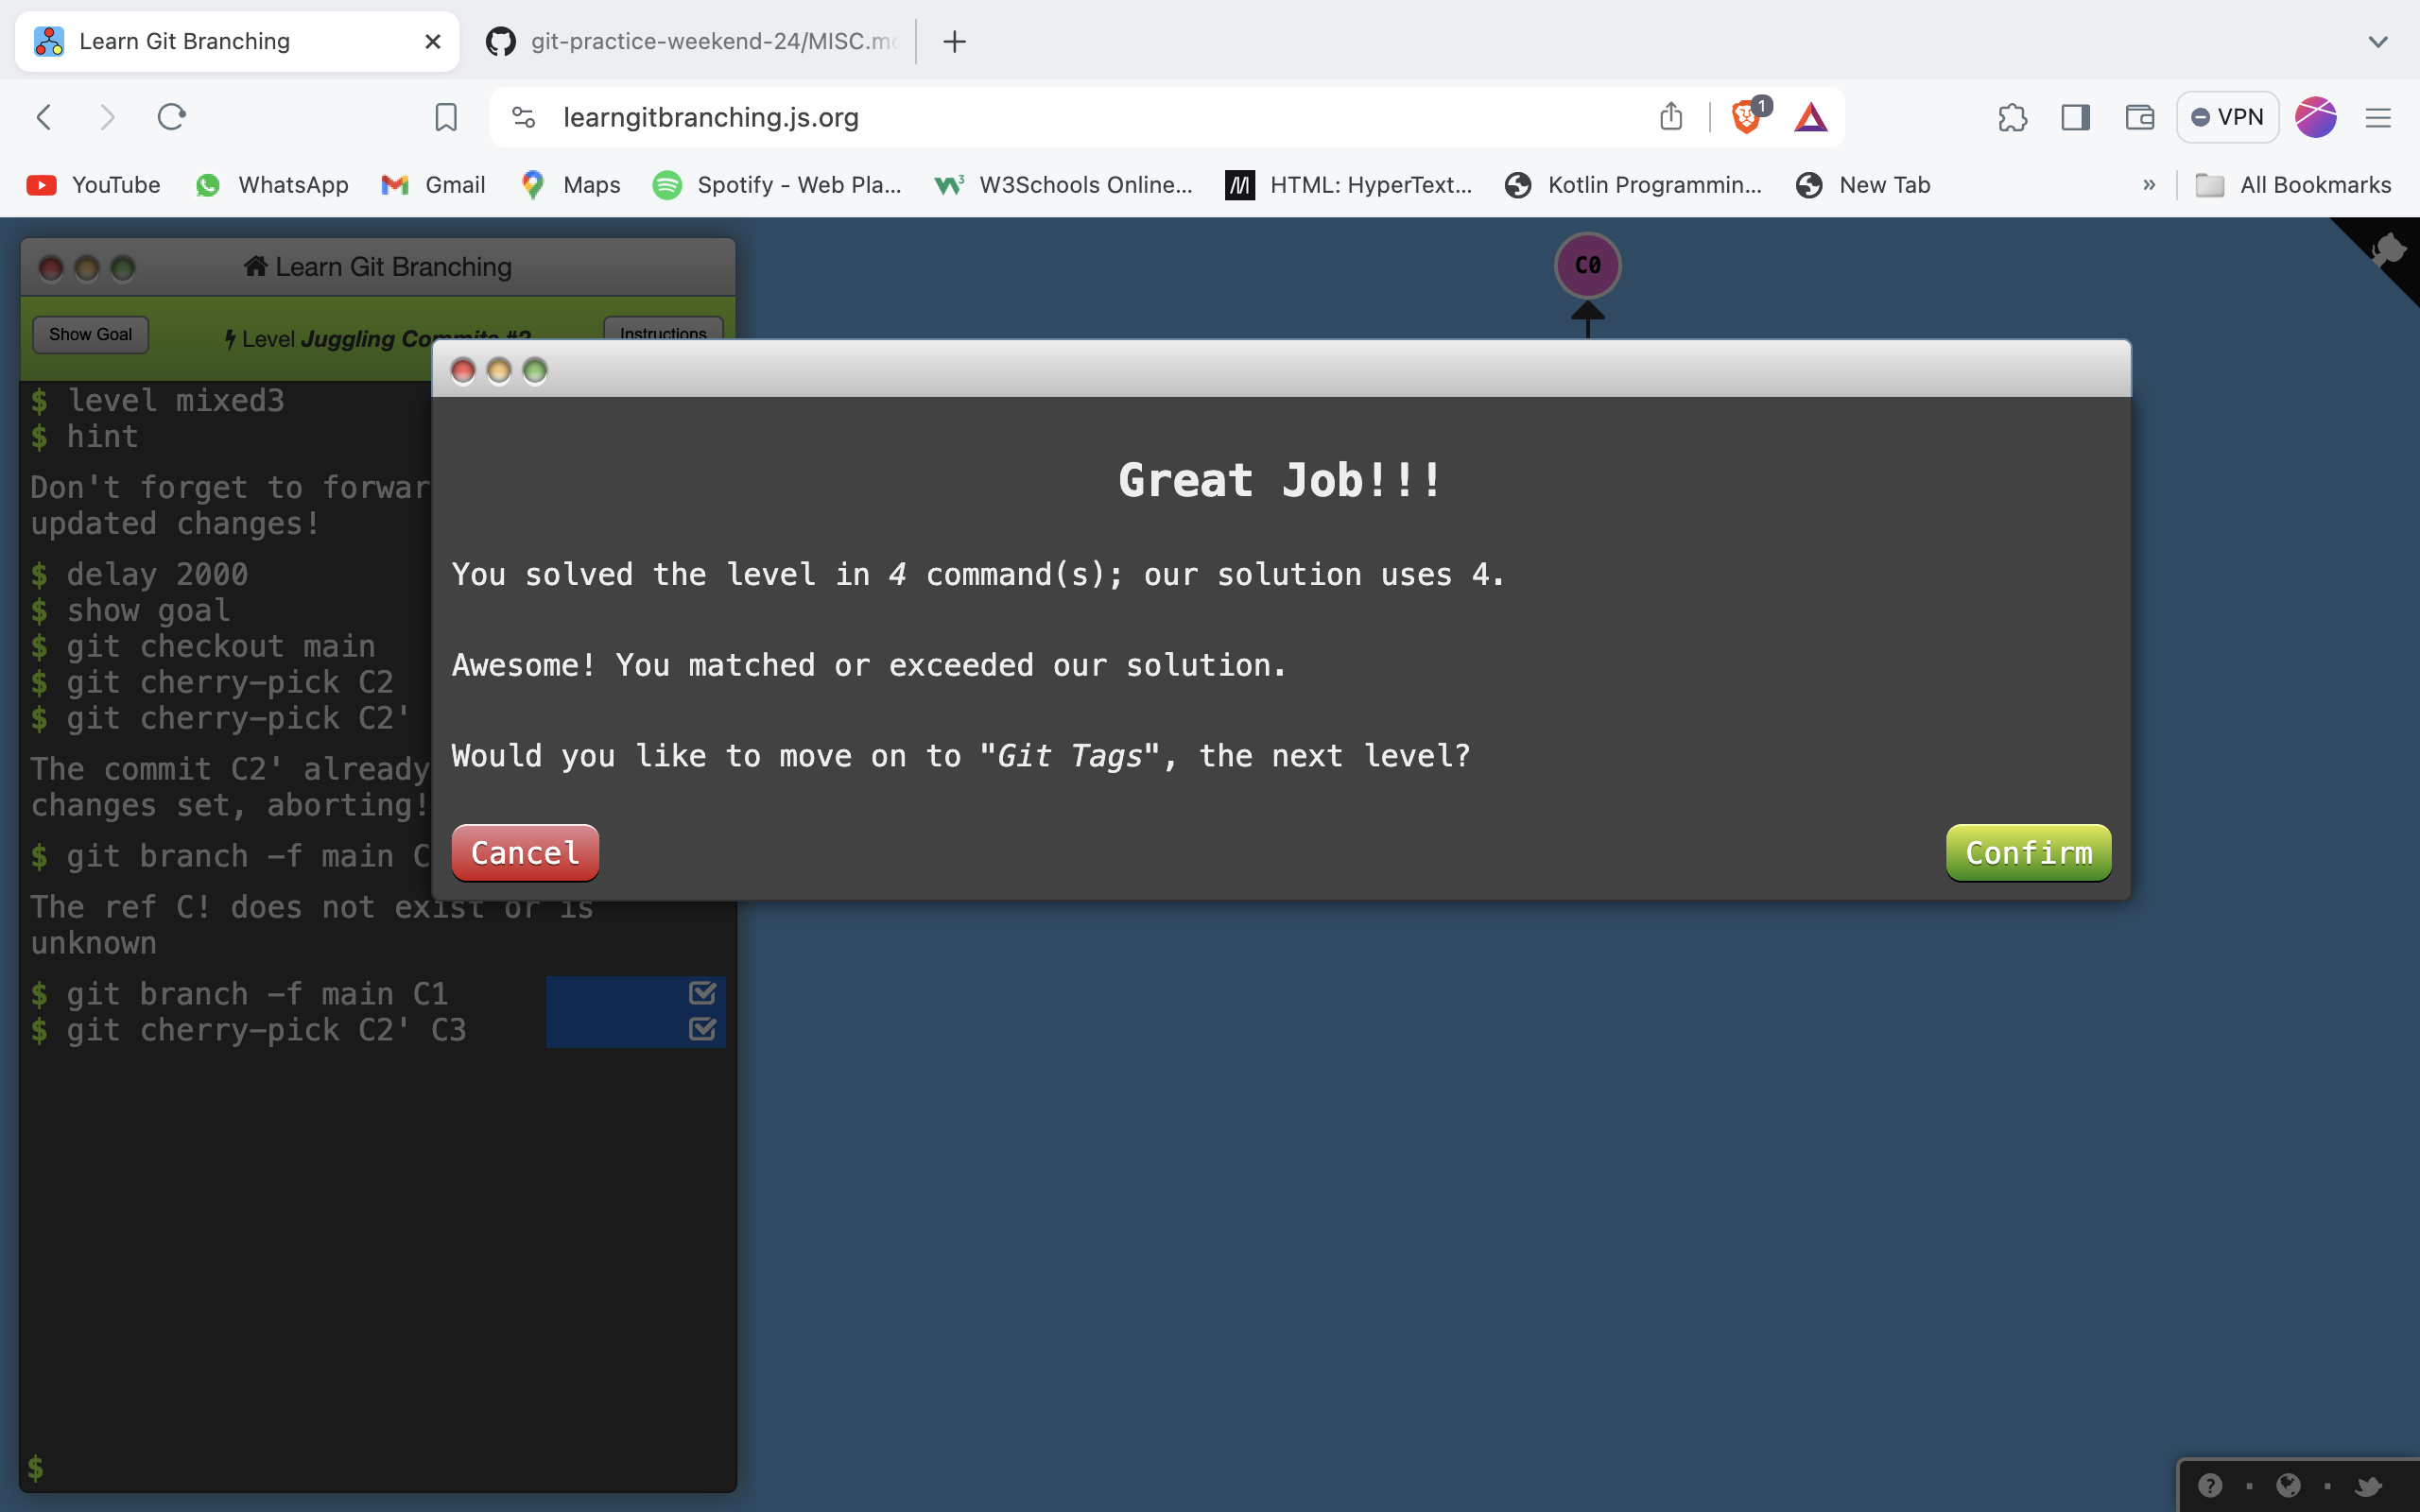 Learn Git Branching
git-practice-weekend-24/MISC.m
learngitbranching.js.org
1
VPN
YouTube
WhatsApp
Gmail
Maps
Spotify - Web Pla...
W3Schools Online...
HTML: HyperText...
Kotlin Programmin...
New Tab
»
All Bookmarks
Learn Git Branching
C0
Show Goal
Level Juggling Commits #2
Instructions
$ level mixed3
$ hint
Don't forget to forwar
updated changes!
$ delay 2000
$ show goal
$ git checkout main
$ git cherry-pick C2
$ git cherry-pick C2'
The commit C2' already
changes set, aborting!
$ git branch -f main C
The ref C! does not exist or is
unknown
$ git branch -f main C1
$ git cherry-pick C2' C3
$
Great Job!!!
You solved the level in 4 command(s); our solution uses 4.
Awesome! You matched or exceeded our solution.
Would you like to move on to "Git Tags", the next level?
Cancel
Confirm